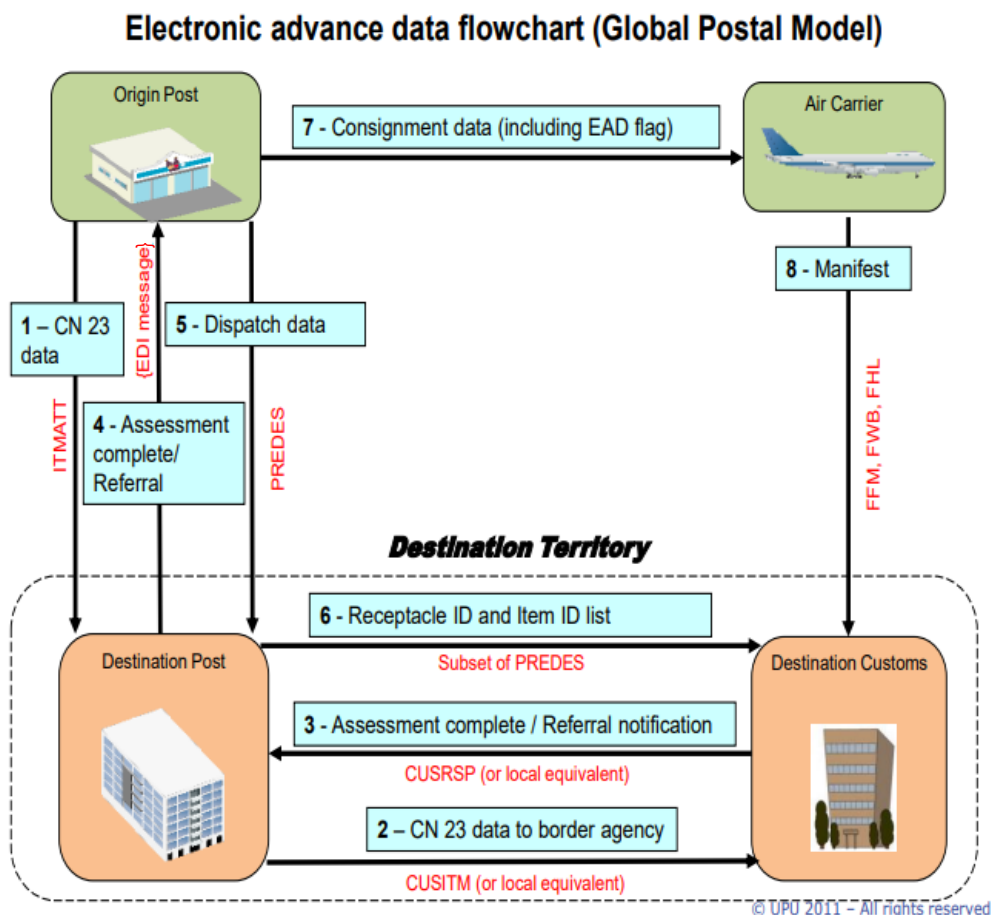 Electronic advance data flowchart (Global Postal Model)
Origin Post
Air Carrier
7 - Consignment data (including EAD flag)
8 - Manifest
{EDI message}
1 – CN 23
data
5 - Dispatch data
4 - Assessment
complete/
Referral
ITMATT
PREDES
FFM, FWB, FHL
Destination Territory
6 - Receptacle ID and Item ID list
Destination Post
Subset of PREDES
Destination Customs
3 - Assessment complete / Referral notification
CUSRSP (or local equivalent)
2 – CN 23 data to border agency
CUSITM (or local equivalent)
© UPU 2011 – All rights reserved